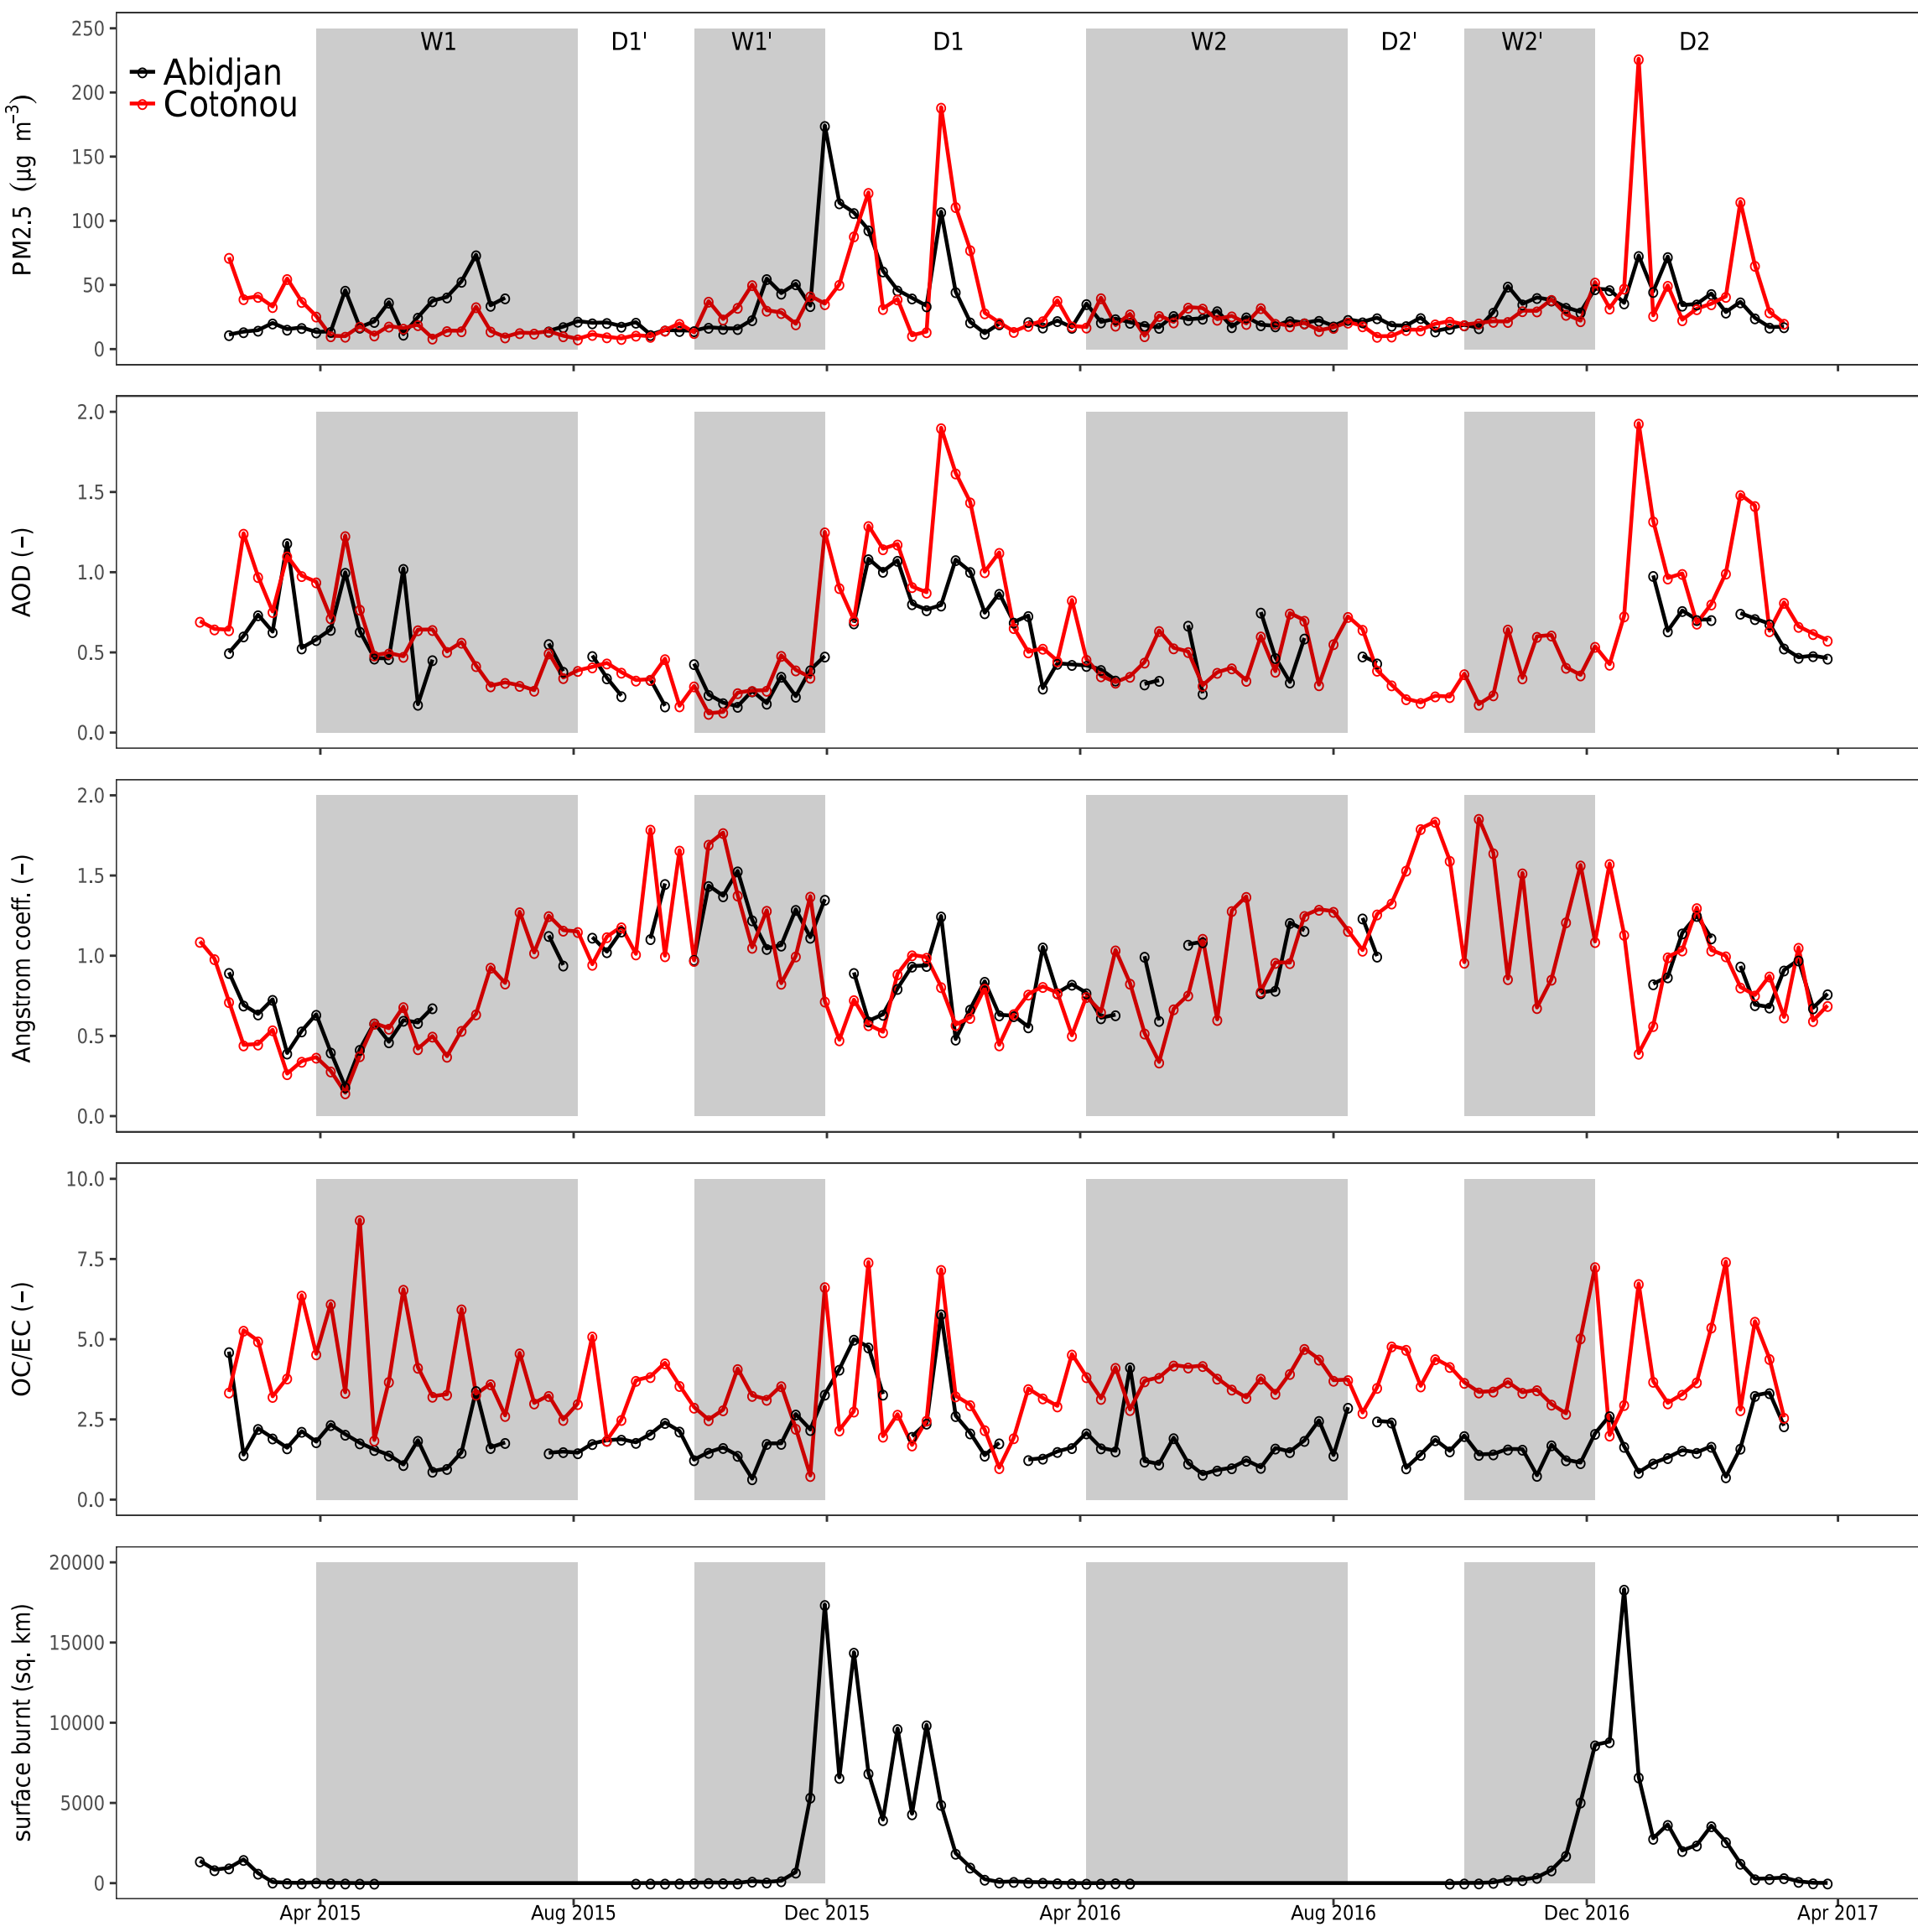 W1 D1' W1' D1 W2 D2' W2' D2
Abidjan
Cotonou
PM2.5 (µg m⁻³)
250
200
150
100
50
0
AOD (−)
2.0
1.5
1.0
0.5
0.0
Angstrom coeff. (−)
2.0
1.5
1.0
0.5
0.0
OC/EC (−)
10.0
7.5
5.0
2.5
0.0
surface burnt (sq. km)
20000
15000
10000
5000
0
Apr 2015 Aug 2015 Dec 2015 Apr 2016 Aug 2016 Dec 2016 Apr 2017